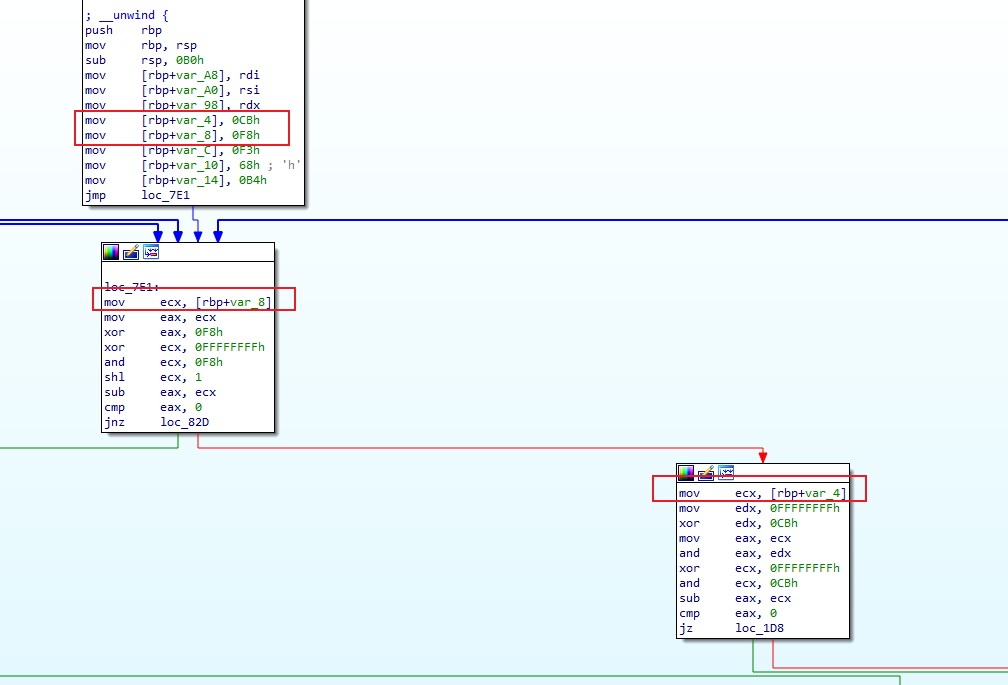 ; __unwind {
push rbp
mov rbp, rsp
sub rsp, 0B0h
mov [rbp+var_A8], rdi
mov [rbp+var_A0], rsi
mov [rbp+var_98], rdx
mov [rbp+var_4], 0CBh
mov [rbp+var_8], 0F8h
mov [rbp+var_C], 0F3h
mov [rbp+var_10], 68h ; 'h'
mov [rbp+var_14], 0B4h
jmp loc_7E1
loc_7E1:
mov ecx, [rbp+var_8]
mov eax, ecx
xor eax, 0F8h
xor ecx, 0FFFFFFFFh
and ecx, 0F8h
shl ecx, 1
sub eax, ecx
cmp eax, 0
jnz loc_82D
mov ecx, [rbp+var_4]
mov edx, 0FFFFFFFFh
xor edx, 0CBh
mov eax, ecx
and eax, edx
xor ecx, 0FFFFFFFFh
and ecx, 0CBh
sub eax, ecx
cmp eax, 0
jz loc_1D8